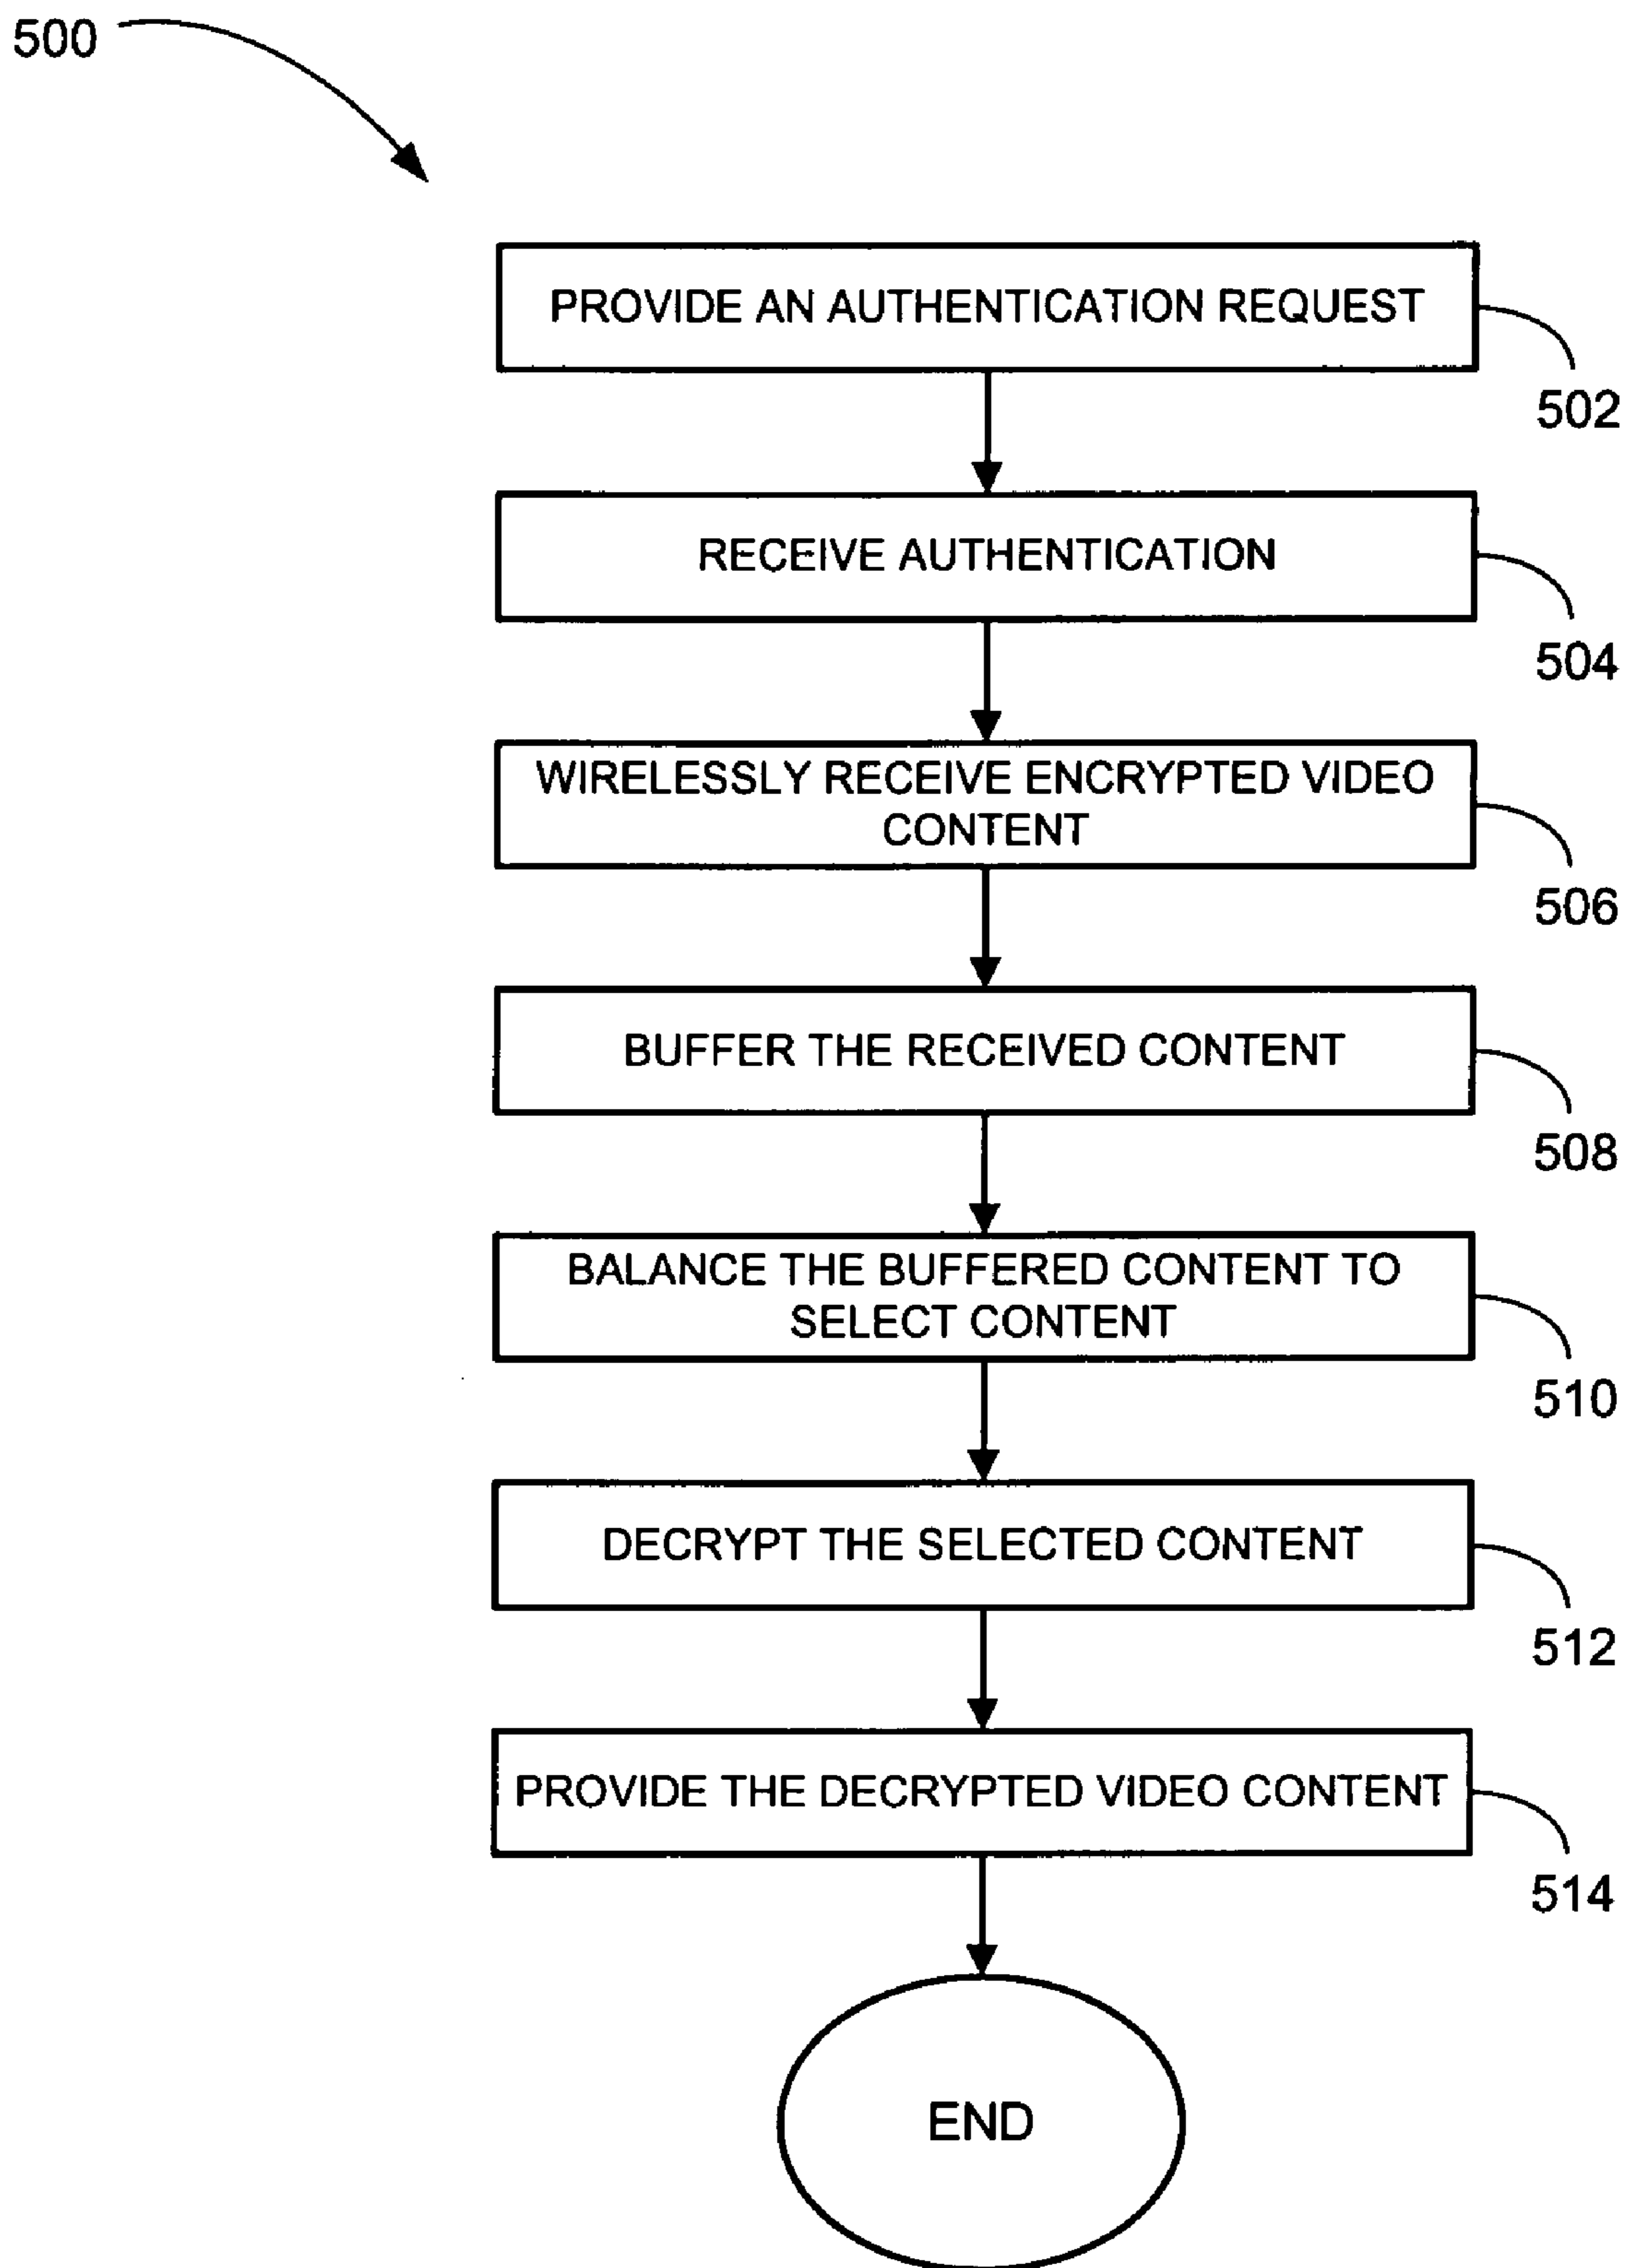 500
PROVIDE AN AUTHENTICATION REQUEST
502
RECEIVE AUTHENTICATION
504
WIRELESSLY RECEIVE ENCRYPTED VIDEO
CONTENT
506
BUFFER THE RECEIVED CONTENT
508
BALANCE THE BUFFERED CONTENT TO
SELECT CONTENT
510
DECRYPT THE SELECTED CONTENT
512
PROVIDE THE DECRYPTED VIDEO CONTENT
514
END